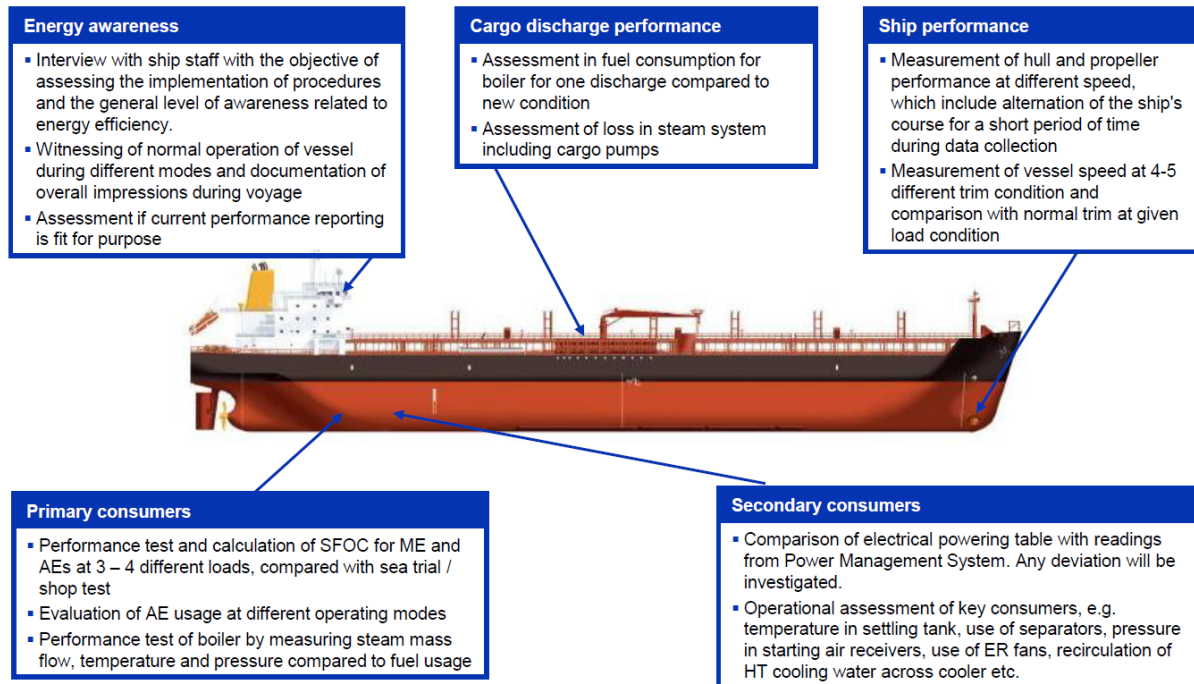 Energy awareness
▪ Interview with ship staff with the objective of
assessing the implementation of procedures
and the general level of awareness related to
energy efficiency.
▪ Witnessing of normal operation of vessel
during different modes and documentation of
overall impressions during voyage
▪ Assessment if current performance reporting
is fit for purpose
Cargo discharge performance
▪ Assessment in fuel consumption for
boiler for one discharge compared to
new condition
▪ Assessment of loss in steam system
including cargo pumps
Ship performance
▪ Measurement of hull and propeller
performance at different speed,
which include alternation of the ship's
course for a short period of time
during data collection
▪ Measurement of vessel speed at 4-5
different trim condition and
comparison with normal trim at given
load condition
Primary consumers
▪ Performance test and calculation of SFOC for ME and
AEs at 3 – 4 different loads, compared with sea trial /
shop test
▪ Evaluation of AE usage at different operating modes
▪ Performance test of boiler by measuring steam mass
flow, temperature and pressure compared to fuel usage
Secondary consumers
▪ Comparison of electrical powering table with readings
from Power Management System. Any deviation will be
investigated.
▪ Operational assessment of key consumers, e.g.
temperature in settling tank, use of separators, pressure
in starting air receivers, use of ER fans, recirculation of
HT cooling water across cooler etc.